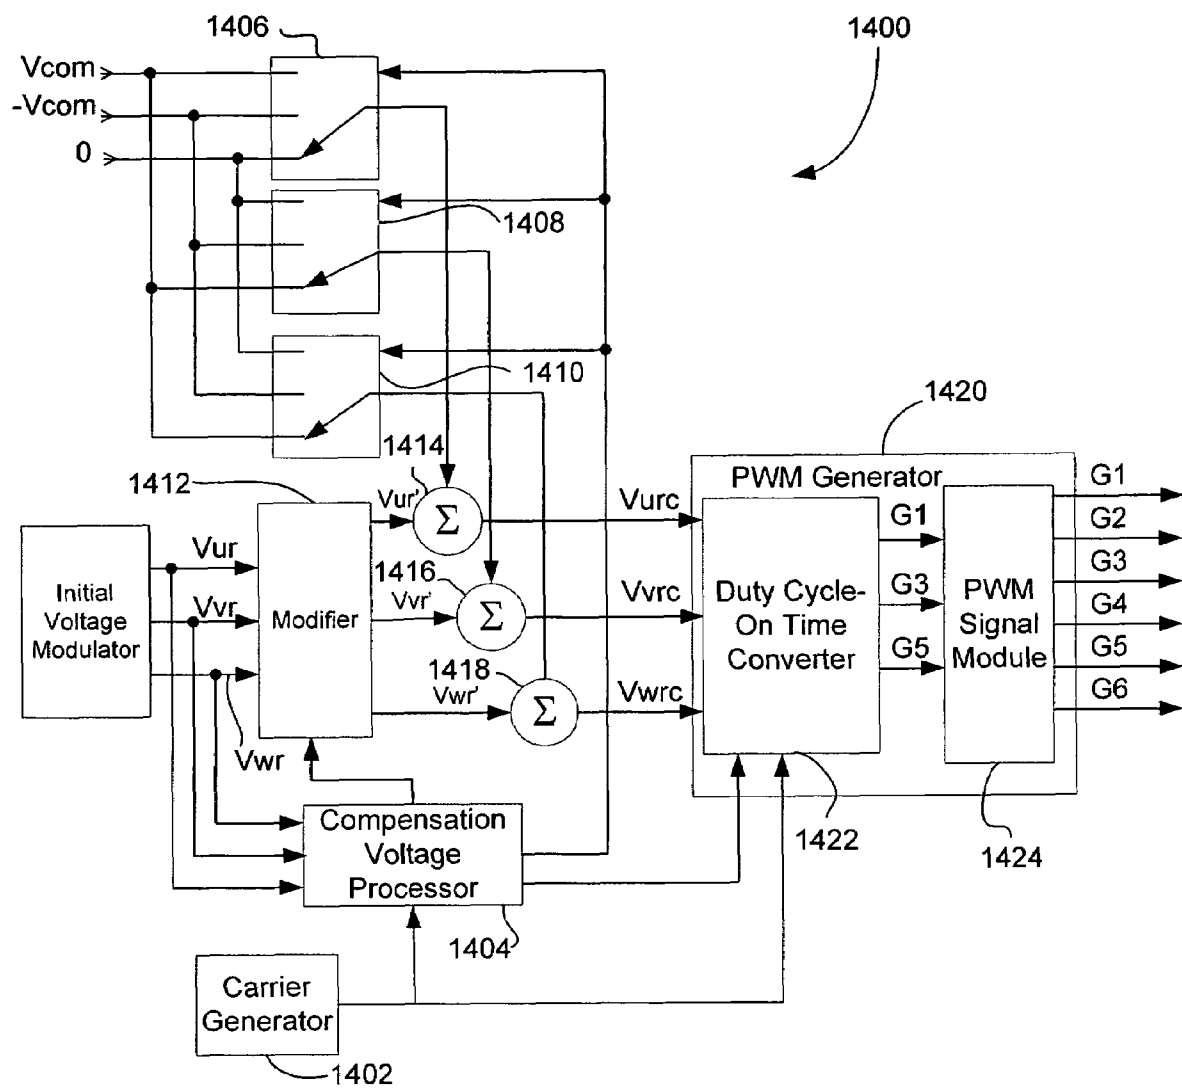 1406
1400
Vcom
-Vcom
0
1408
1410
1414
1420
1412
Vur'
PWM Generator
Σ
Vurc
G1
G1
G2
Vur
1416
G3
Initial
Voltage
Modulator
Vvr
Modifier
Vvr'
Σ
Vvrc
Duty Cycle-
On Time
Converter
G3
PWM
Signal
Module
G4
G5
1418
G5
Vwr'
Σ
Vwrc
G6
Vwr
Compensation
Voltage
Processor
1422
1424
1404
Carrier
Generator
1402